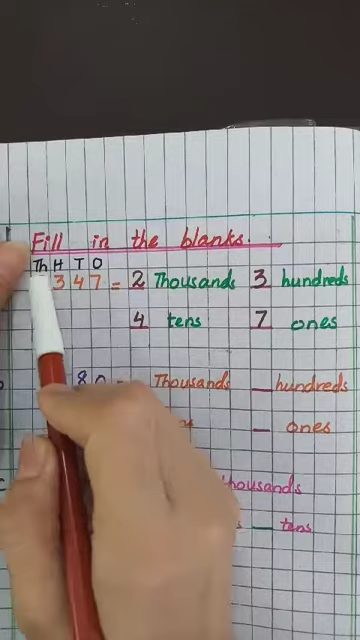 Fill in the blanks.
Th H T O
347 = 2 Thousands 3 hundreds
4 tens 7 ones
80 = Thousands _ hundreds
_ ones
thousands
_ tens